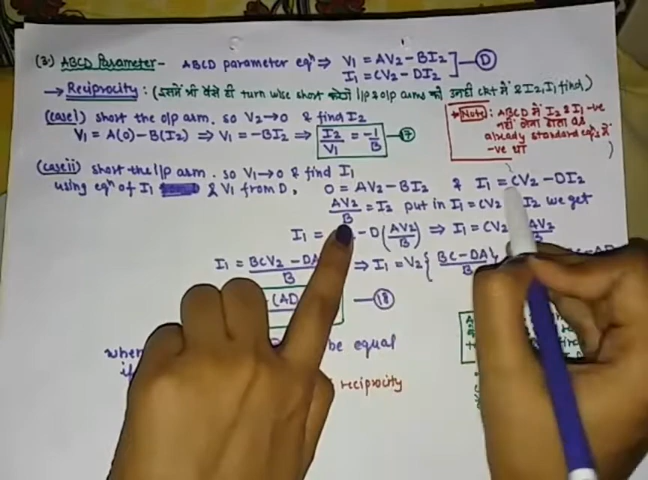 (3.) ABCD Parameter - ABCD parameter eqⁿ ⇒ V1 = AV2 - BI2
I1 = CV2 - DI2 ] - D
→ Reciprocity : (इसमें भी वैसे ही turn wise short करेंगे I/P & O/P arms को उनही ckt में & I2, I1 find)
(case i) short the o/p arm. so V2→0 & find I2
V1 = A(0) - B(I2) ⇒ V1 = -BI2 ⇒ I2/V1 = -1/B - 17
Note : ABCD में I2 & I1 -ve
नहीं लेना होता as
already standard eqn में
-ve था
(case ii) short the I/p arm. so V1→0 & find I1
using eqⁿ of I1 & V1 from D, 0 = AV2 - BI2 & I1 = CV2 - DI2
AV2/B = I2 put in I1 = CV2 I2 we get
I1 = - D(AV2/B) ⇒ I1 = CV2 AV2/B
I1 = BCV2 - DA/B ⇒ I1 = V2 { BC - DA/B
(AD - 18
be equal
reciprocity